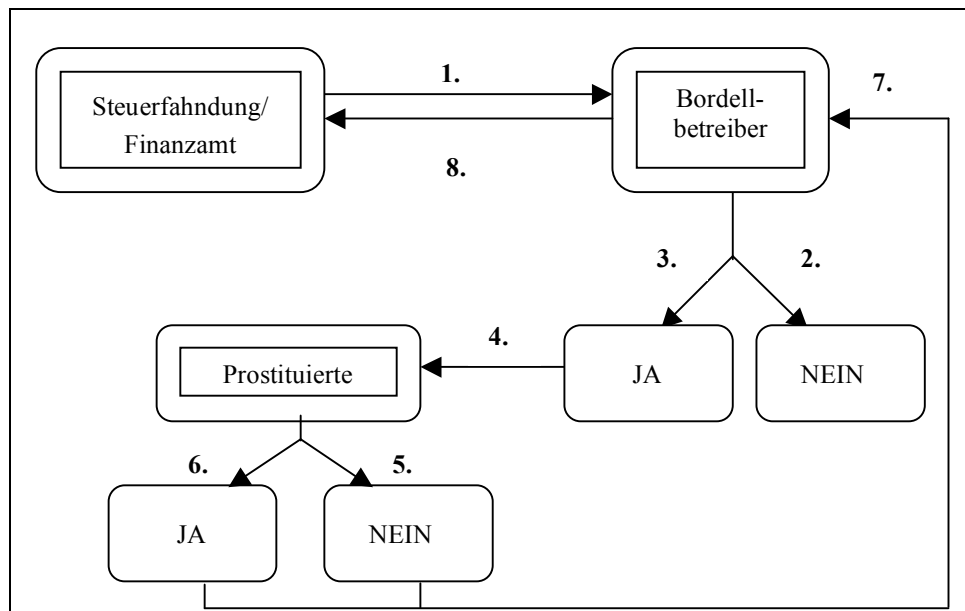 1.
7.
Steuerfahndung/
Finanzamt
Bordell-
betreiber
8.
3.
2.
4.
Prostituierte
JA
NEIN
6.
5.
JA
NEIN